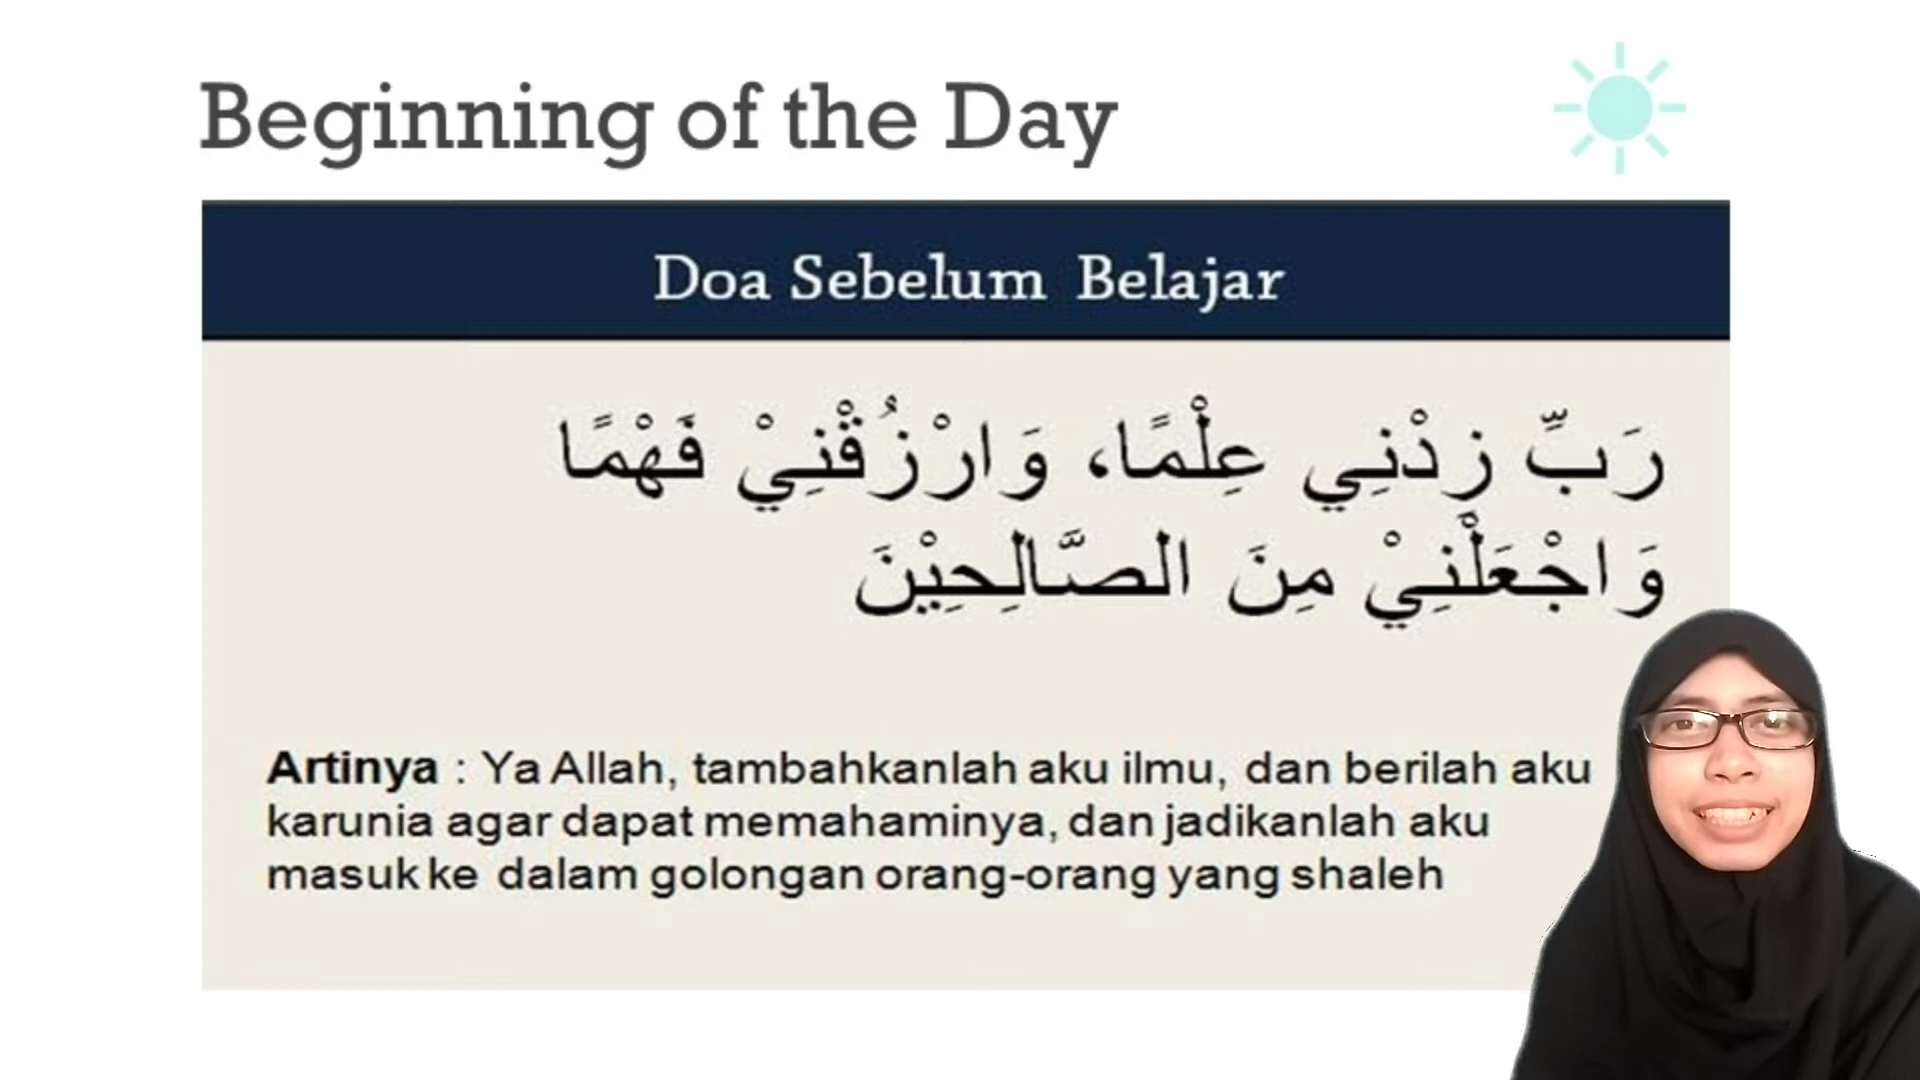 Beginning of the Day
Doa Sebelum Belajar
رَبِّ زِدْنِي عِلْمًا، وَارْزُقْنِيْ فَهْمًا
وَاجْعَلْنِيْ مِنَ الصَّالِحِيْنَ
Artinya : Ya Allah, tambahkanlah aku ilmu, dan berilah aku
karunia agar dapat memahaminya, dan jadikanlah aku
masuk ke dalam golongan orang-orang yang shaleh